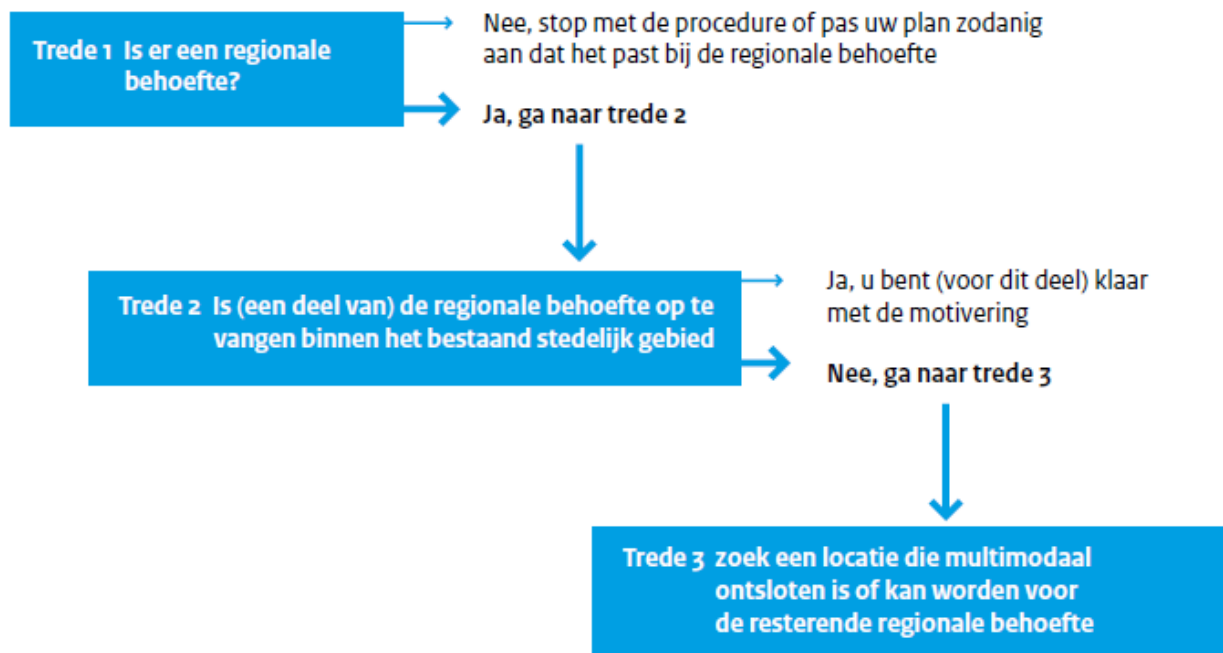 Trede 1 Is er een regionale
behoefte?
Nee, stop met de procedure of pas uw plan zodanig
aan dat het past bij de regionale behoefte
Ja, ga naar trede 2
Trede 2 Is (een deel van) de regionale behoefte op te
vangen binnen het bestaand stedelijk gebied
Ja, u bent (voor dit deel) klaar
met de motivering
Nee, ga naar trede 3
Trede 3 zoek een locatie die multimodaal
ontsloten is of kan worden voor
de resterende regionale behoefte